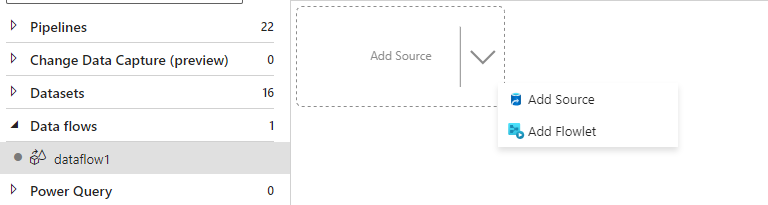 Pipelines 22
Change Data Capture (preview) 0
Datasets 16
Data flows 1
dataflow1
Power Query 0
Add Source
Add Source
Add Flowlet